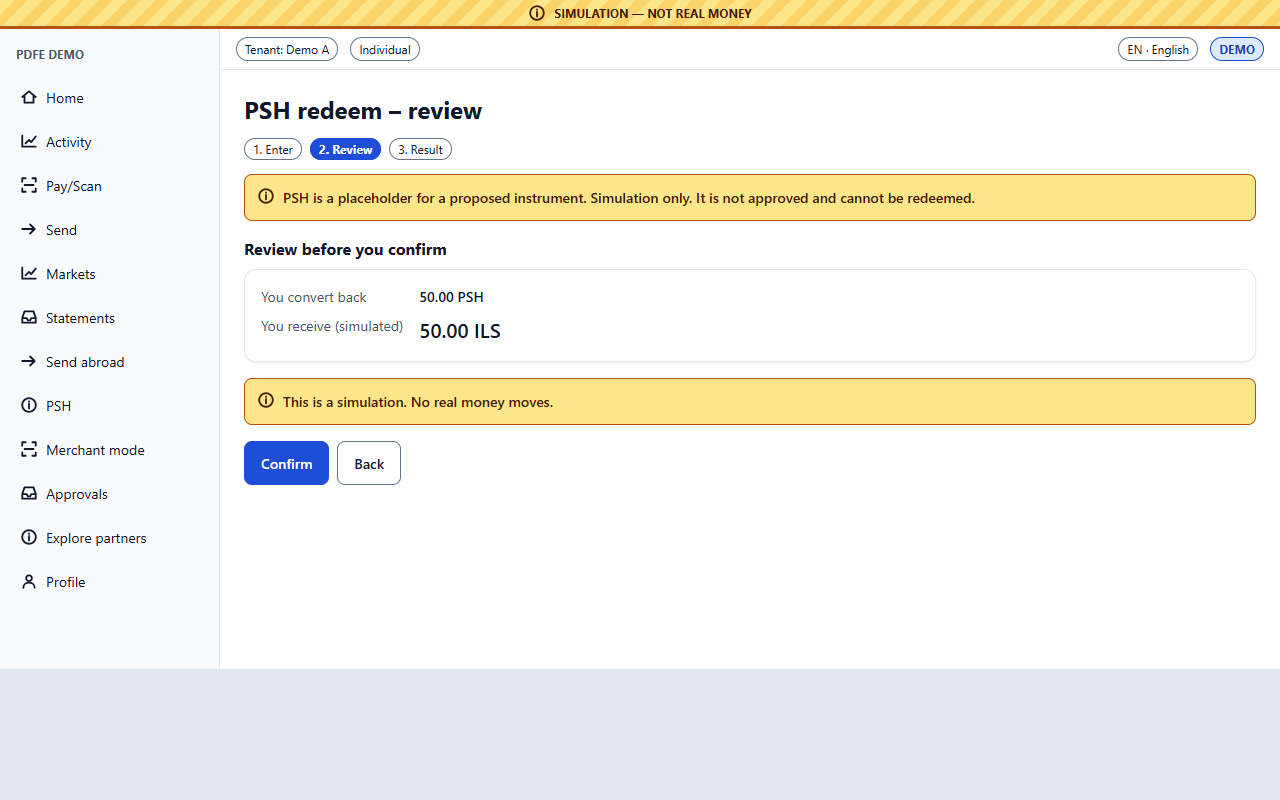 SIMULATION — NOT REAL MONEY
PDFE DEMO
Tenant: Demo A
Individual
EN · English
DEMO
Home
Activity
Pay/Scan
Send
Markets
Statements
Send abroad
PSH
Merchant mode
Approvals
Explore partners
Profile
PSH redeem – review
1. Enter
2. Review
3. Result
PSH is a placeholder for a proposed instrument. Simulation only. It is not approved and cannot be redeemed.
Review before you confirm
You convert back 50.00 PSH
You receive (simulated) 50.00 ILS
This is a simulation. No real money moves.
Confirm
Back